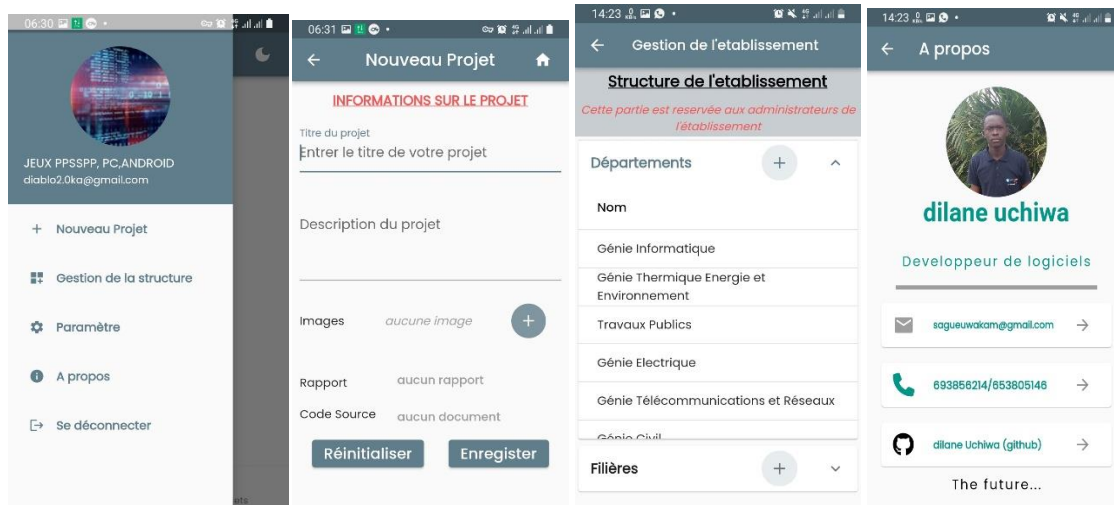 06:30
JEUX PPSSPP, PC,ANDROID
diablo2.0ka@gmail.com
+ Nouveau Projet
Gestion de la structure
Paramètre
A propos
Se déconnecter
ets
06:31
Nouveau Projet
INFORMATIONS SUR LE PROJET
Titre du projet
Entrer le titre de votre projet
Description du projet
Images aucune image +
Rapport aucun rapport
Code Source aucun document
Réinitialiser Enregister
14:23
Gestion de l'etablissement
Structure de l'etablissement
Cette partie est reservée aux administrateurs de
l'établissement
Départements +
Nom
Génie Informatique
Génie Thermique Energie et
Environnement
Travaux Publics
Génie Electrique
Génie Télécommunications et Réseaux
Génie Civil
Filières +
14:23
A propos
dilane uchiwa
Developpeur de logiciels
sagueuwakam@gmail.com
693856214/653805146
dilane Uchiwa (github)
The future...